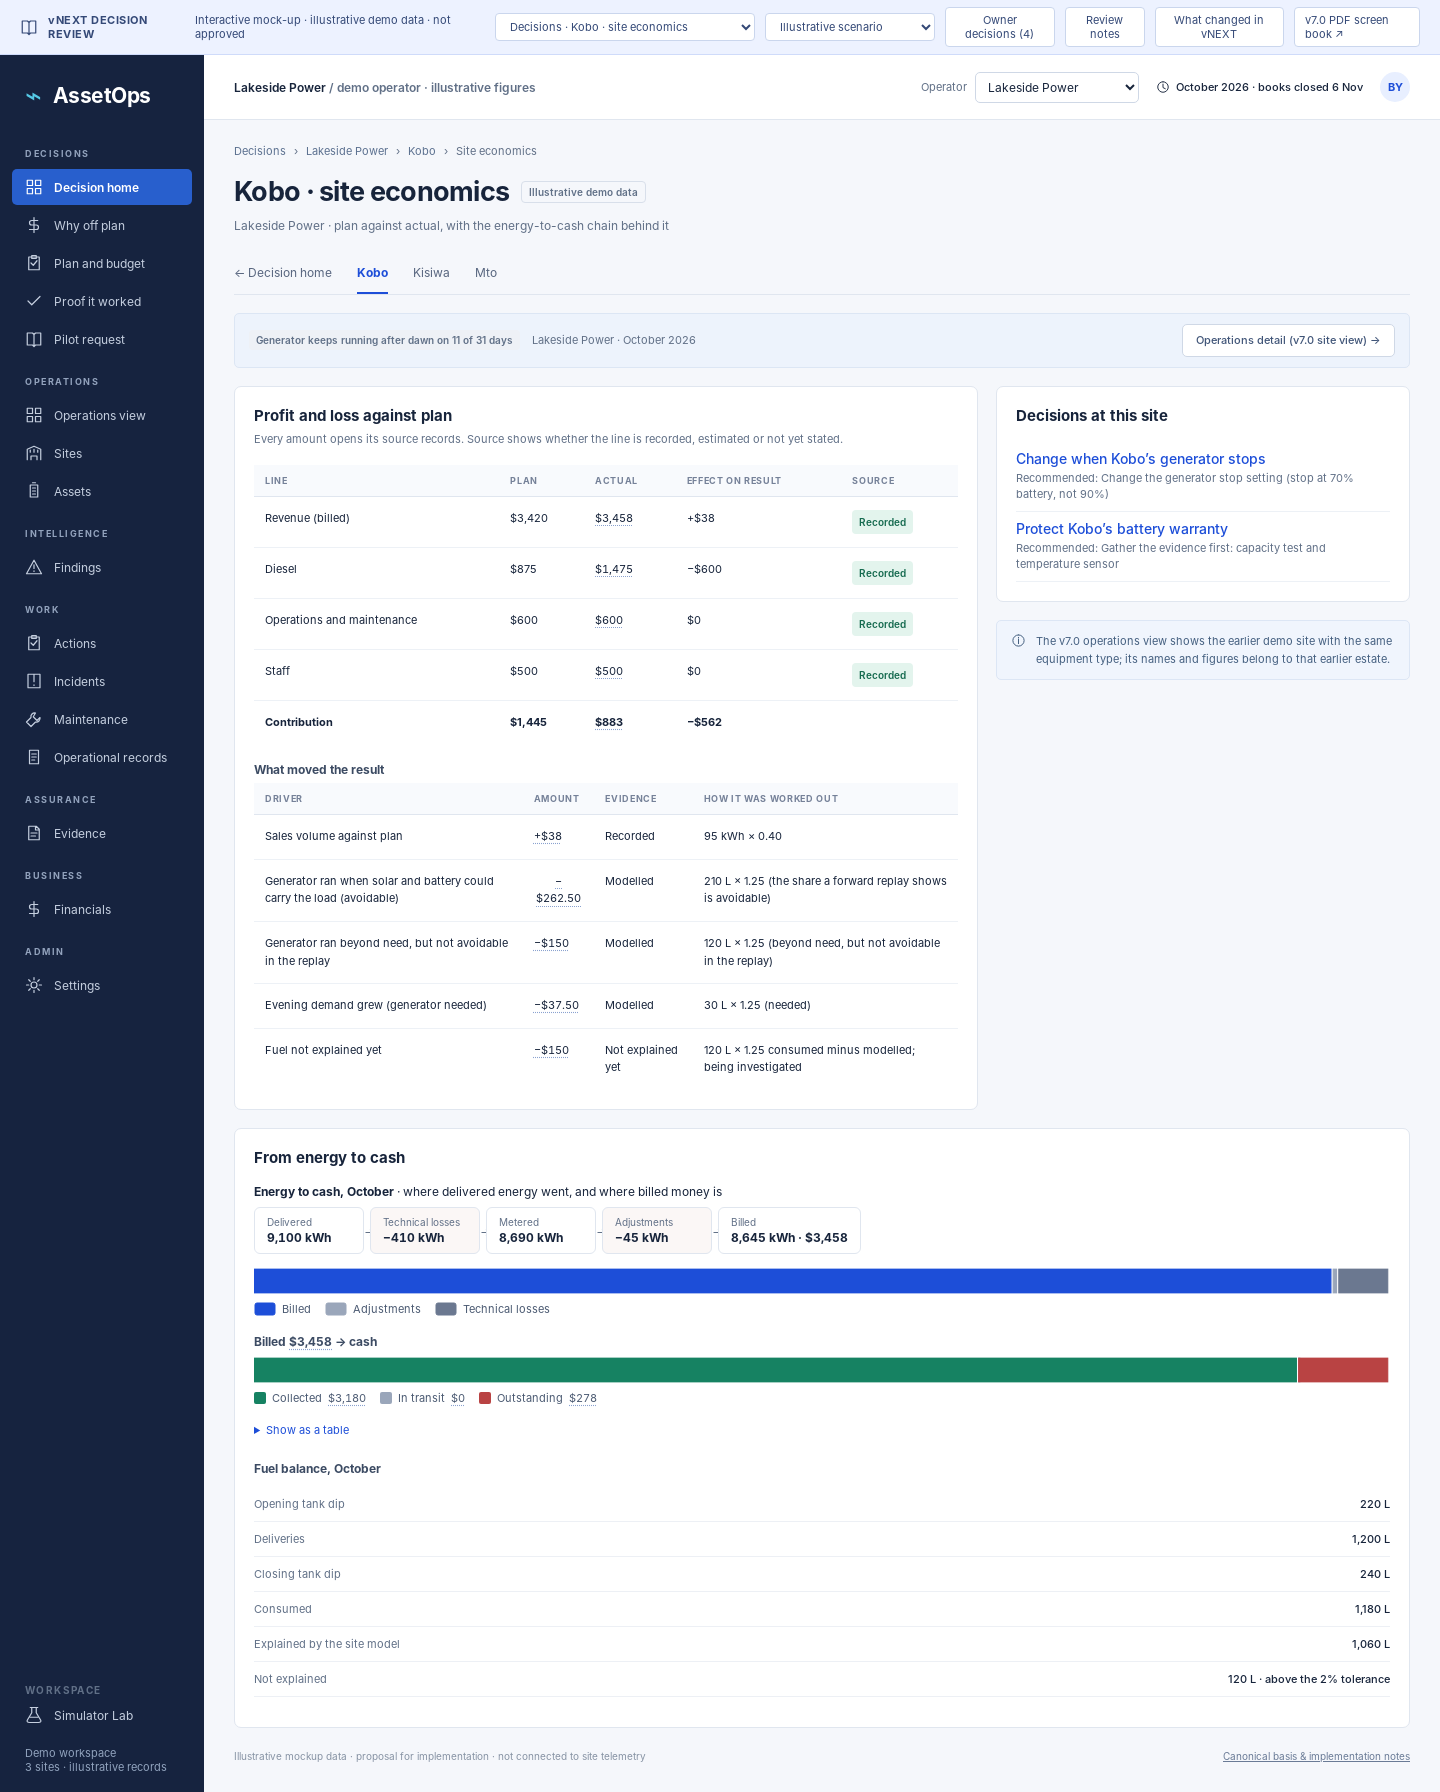 vNEXT DECISION REVIEW
Interactive mock-up · illustrative demo data · not approved
Decisions · Kobo · site economics
Illustrative scenario
Owner decisions (4)
Review notes
What changed in vNEXT
v7.0 PDF screen book ↗
AssetOps
Lakeside Power / demo operator · illustrative figures
Operator
Lakeside Power
October 2026 · books closed 6 Nov
BY
DECISIONS
Decision home
Why off plan
Plan and budget
Proof it worked
Pilot request
OPERATIONS
Operations view
Sites
Assets
INTELLIGENCE
Findings
WORK
Actions
Incidents
Maintenance
Operational records
ASSURANCE
Evidence
BUSINESS
Financials
ADMIN
Settings
WORKSPACE
Simulator Lab
Demo workspace
3 sites · illustrative records
Decisions › Lakeside Power › Kobo › Site economics
Kobo · site economics
Illustrative demo data
Lakeside Power · plan against actual, with the energy-to-cash chain behind it
← Decision home
Kobo
Kisiwa
Mto
Generator keeps running after dawn on 11 of 31 days
Lakeside Power · October 2026
Operations detail (v7.0 site view) →
Profit and loss against plan
Every amount opens its source records. Source shows whether the line is recorded, estimated or not yet stated.
LINE PLAN ACTUAL EFFECT ON RESULT SOURCE
Revenue (billed) $3,420 $3,458 +$38 Recorded
Diesel $875 $1,475 −$600 Recorded
Operations and maintenance $600 $600 $0 Recorded
Staff $500 $500 $0 Recorded
Contribution $1,445 $883 −$562
What moved the result
DRIVER AMOUNT EVIDENCE HOW IT WAS WORKED OUT
Sales volume against plan +$38 Recorded 95 kWh × 0.40
Generator ran when solar and battery could carry the load (avoidable) −$262.50 Modelled 210 L × 1.25 (the share a forward replay shows is avoidable)
Generator ran beyond need, but not avoidable in the replay −$150 Modelled 120 L × 1.25 (beyond need, but not avoidable in the replay)
Evening demand grew (generator needed) −$37.50 Modelled 30 L × 1.25 (needed)
Fuel not explained yet −$150 Not explained yet 120 L × 1.25 consumed minus modelled; being investigated
Decisions at this site
Change when Kobo’s generator stops
Recommended: Change the generator stop setting (stop at 70% battery, not 90%)
Protect Kobo’s battery warranty
Recommended: Gather the evidence first: capacity test and temperature sensor
The v7.0 operations view shows the earlier demo site with the same equipment type; its names and figures belong to that earlier estate.
From energy to cash
Energy to cash, October · where delivered energy went, and where billed money is
Delivered
9,100 kWh
Technical losses
−410 kWh
Metered
8,690 kWh
Adjustments
−45 kWh
Billed
8,645 kWh · $3,458
Billed Adjustments Technical losses
Billed $3,458 → cash
Collected $3,180 In transit $0 Outstanding $278
▶ Show as a table
Fuel balance, October
Opening tank dip 220 L
Deliveries 1,200 L
Closing tank dip 240 L
Consumed 1,180 L
Explained by the site model 1,060 L
Not explained 120 L · above the 2% tolerance
Illustrative mockup data · proposal for implementation · not connected to site telemetry
Canonical basis & implementation notes